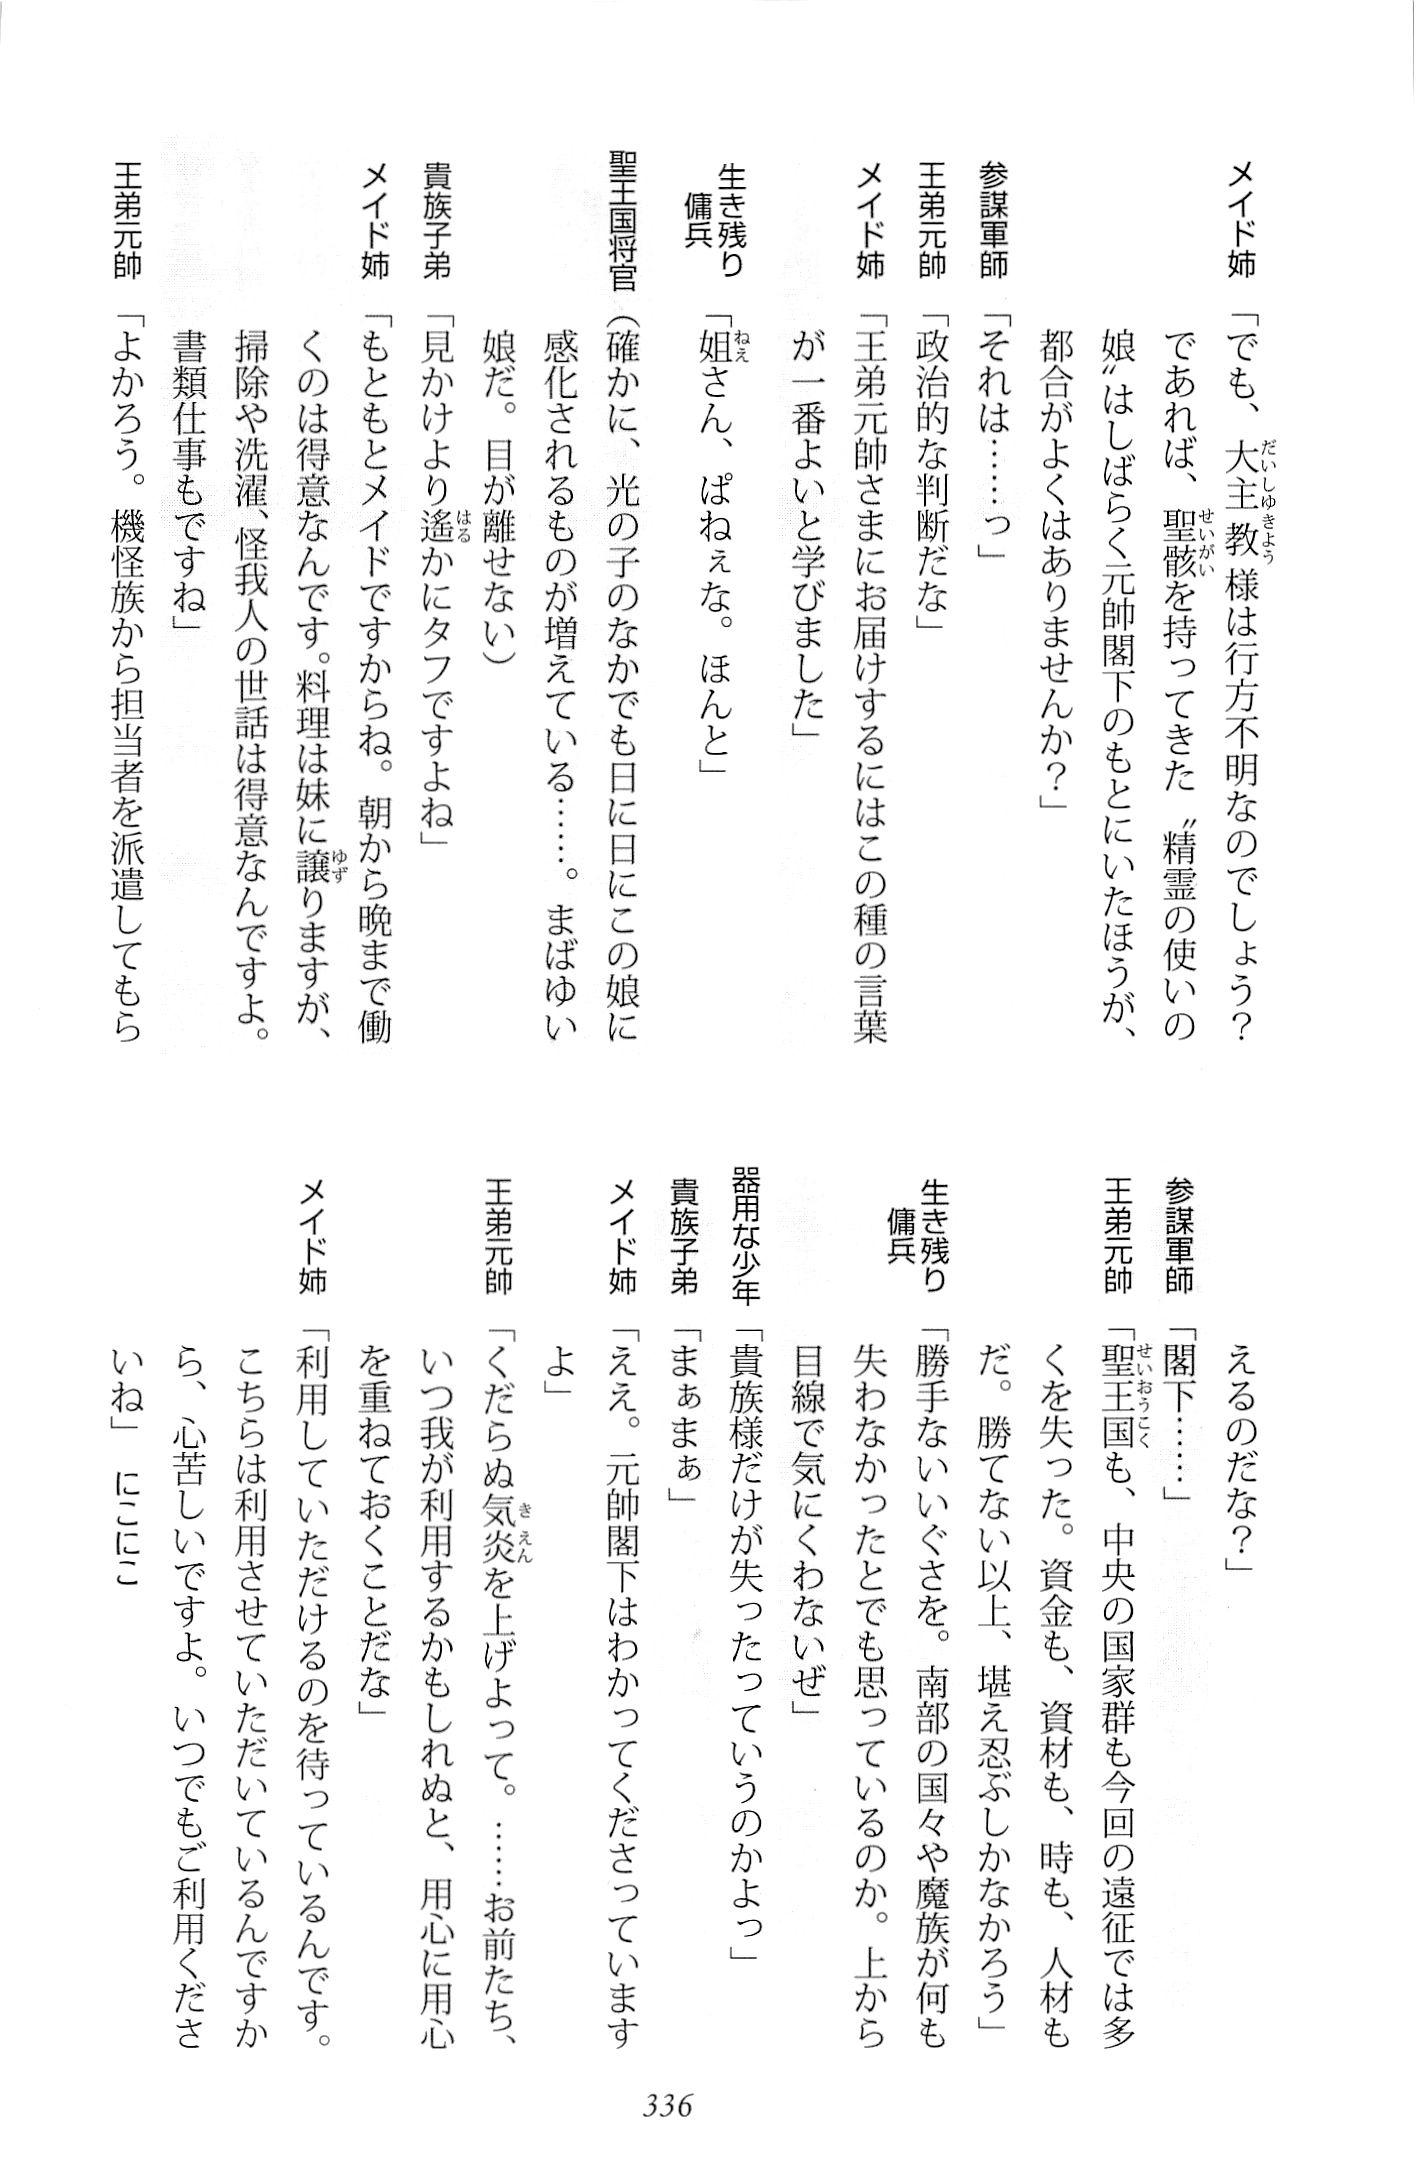 メイド姉「でも、大主教様は行方不明なのでしょう？
であれば、聖骸を持ってきた〝精霊の使いの
娘〟はしばらく元帥閣下のもとにいたほうが、
都合がよくはありませんか？」
参謀軍師「それは……っ」
王弟元帥「政治的な判断だな」
メイド姉「王弟元帥さまにお届けするにはこの種の言葉
が一番よいと学びました」
生き残り傭兵「姐さん、ぱねぇな。ほんと」
聖王国将官（確かに、光の子のなかでも日に日にこの娘に
感化されるものが増えている……。まばゆい
娘だ。目が離せない）
貴族子弟「見かけより遙かにタフですよね」
メイド姉「もともとメイドですからね。朝から晩まで働
くのは得意なんです。料理は妹に譲りますが、
掃除や洗濯、怪我人の世話は得意なんですよ。
書類仕事もですね」
王弟元帥「よかろう。機怪族から担当者を派遣してもら
えるのだな？」
参謀軍師「閣下……」
王弟元帥「聖王国も、中央の国家群も今回の遠征では多
くを失った。資金も、資材も、時も、人材も
だ。勝てない以上、堪え忍ぶしかなかろう」
生き残り傭兵「勝手ないいぐさを。南部の国々や魔族が何も
失わなかったとでも思っているのか。上から
目線で気にくわないぜ」
器用な少年「貴族様だけが失ったっていうのかよっ」
貴族子弟「まぁまぁ」
メイド姉「ええ。元帥閣下はわかってくださっています
よ」
王弟元帥「くだらぬ気炎を上げよって。……お前たち、
いつ我が利用するかもしれぬと、用心に用心
を重ねておくことだな」
メイド姉「利用していただけるのを待っているんです。
こちらは利用させていただいているんですか
ら、心苦しいですよ。いつでもご利用くださ
いね」　にこにこ
336